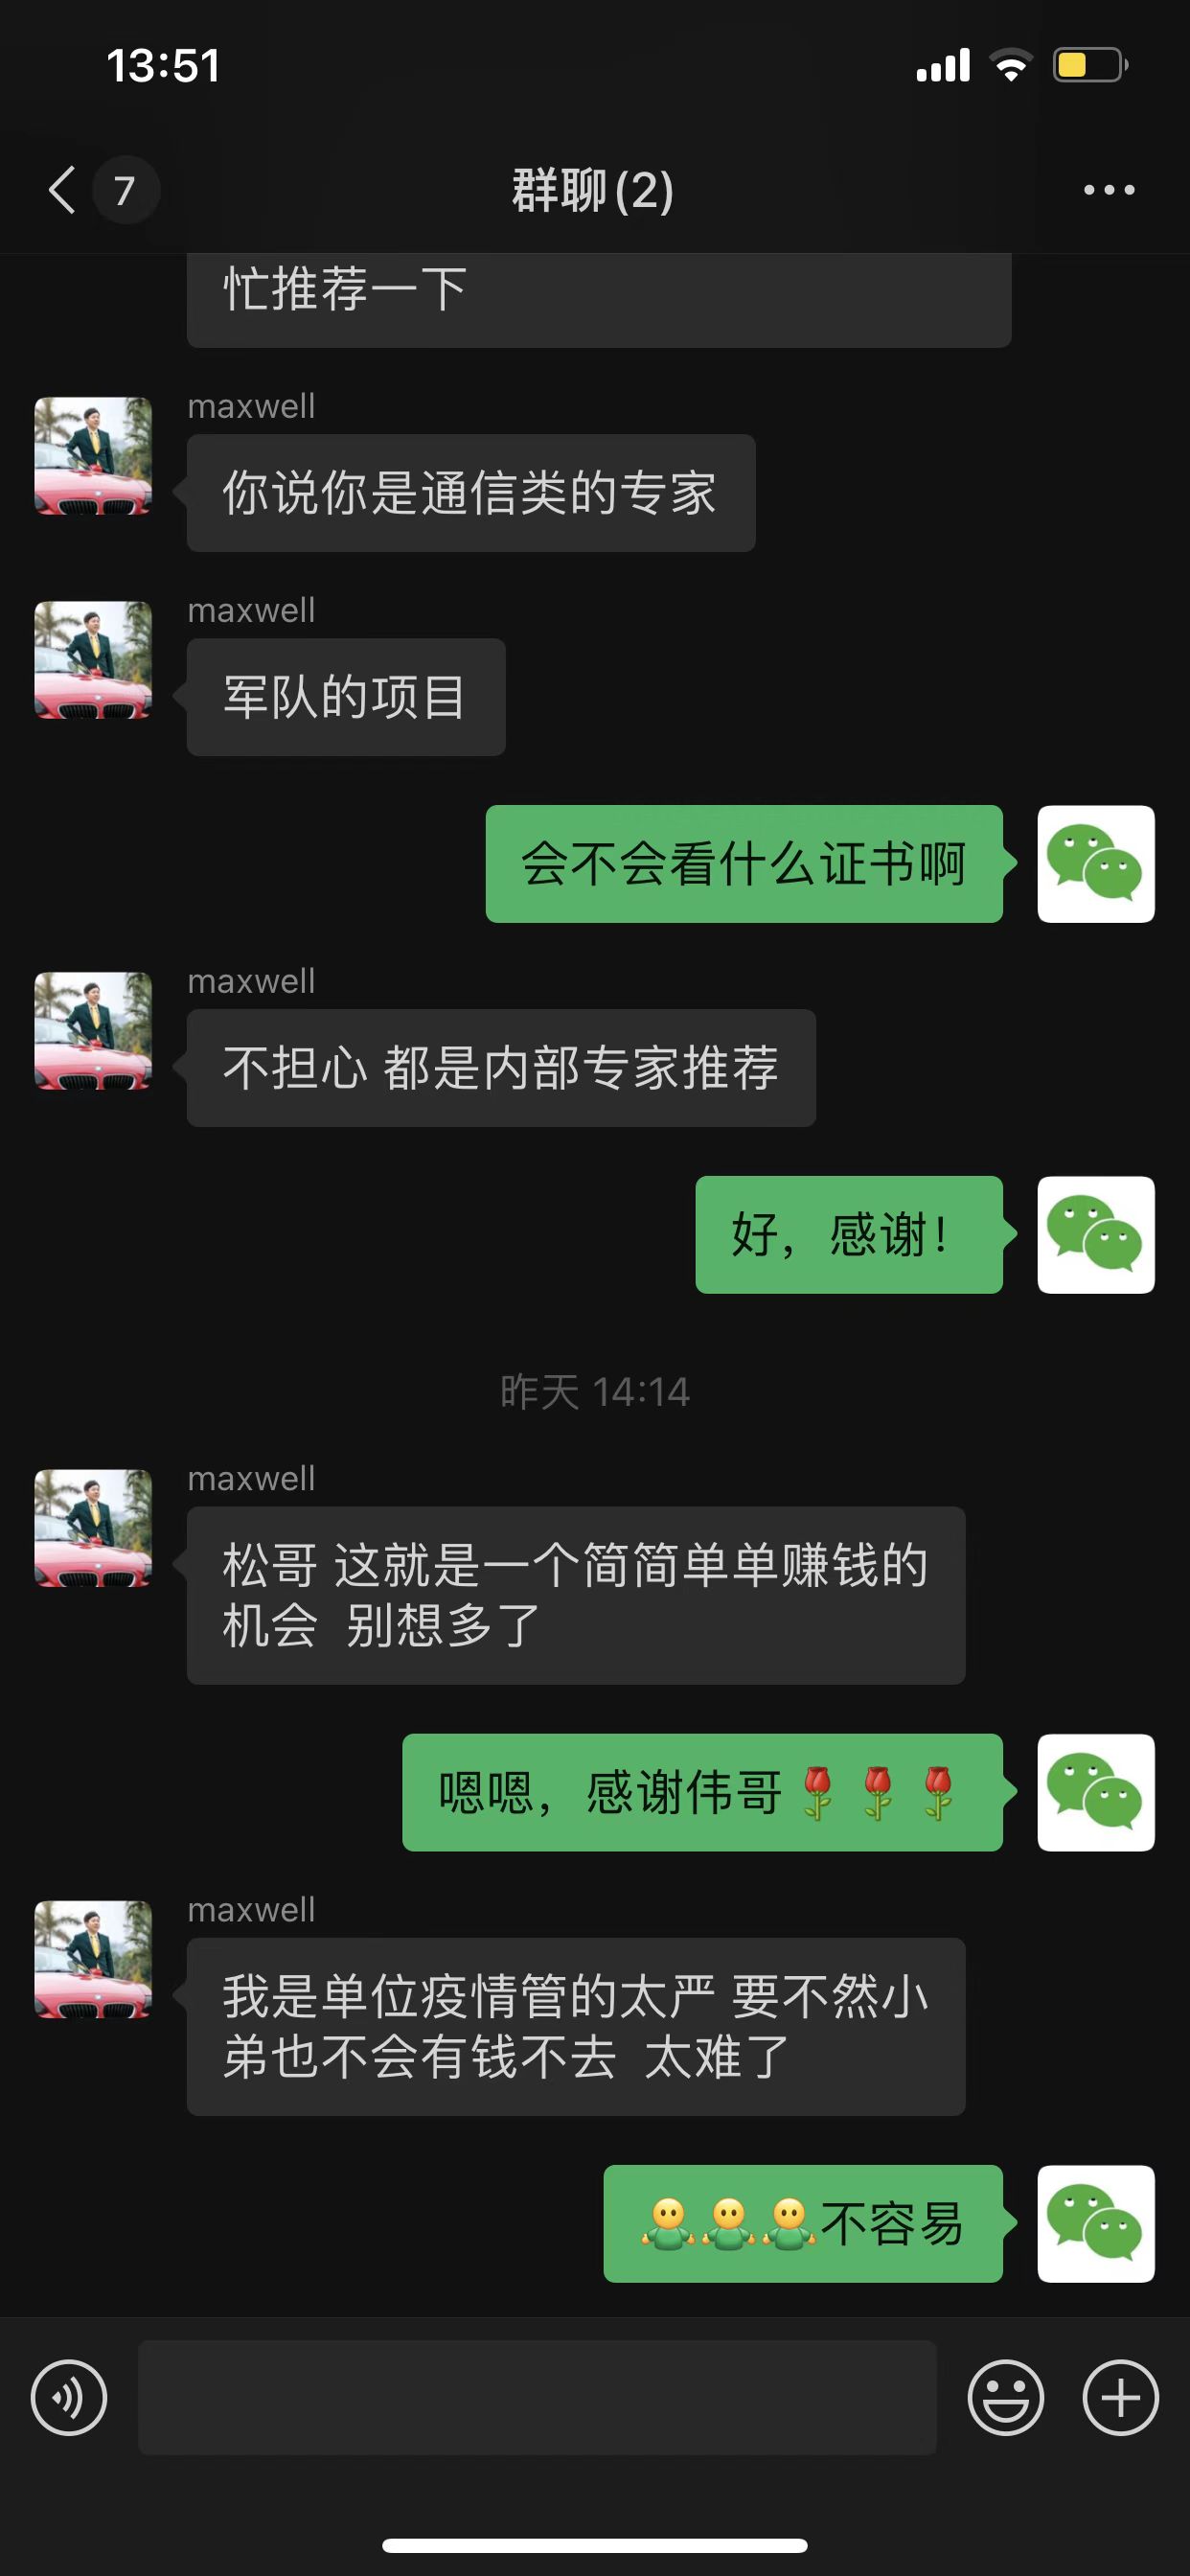 13:51
7
群聊(2)
忙推荐一下
maxwell
你说你是通信类的专家
maxwell
军队的项目
会不会看什么证书啊
maxwell
不担心 都是内部专家推荐
好，感谢！
昨天 14:14
maxwell
松哥 这就是一个简简单单赚钱的
机会 别想多了
嗯嗯，感谢伟哥🌹🌹🌹
maxwell
我是单位疫情管的太严 要不然小
弟也不会有钱不去 太难了
🤷🤷🤷不容易